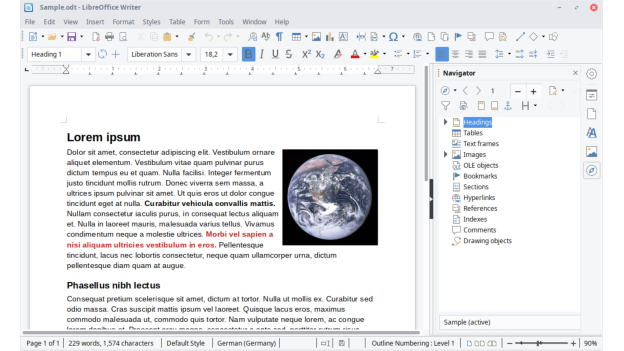 Sample.odt - LibreOffice Writer
File Edit View Insert Format Styles Table Form Tools Window Help
Heading 1 Liberation Sans 18,2 B I U S X² X₂ A A
1 1 2 3 4 5 6 7
Navigator
1
Lorem ipsum
Dolor sit amet, consectetur adipiscing elit. Vestibulum ornare
aliquet elementum. Vestibulum vitae quam pulvinar purus
dictum tempus eu et quam. Nulla facilisi. Integer fermentum
justo tincidunt mollis rutrum. Donec viverra sem massa, a
ultrices ipsum pulvinar sit amet. Ut quis eros ut dolor congue
tincidunt eget at nulla. Curabitur vehicula convallis mattis.
Nullam consectetur iaculis purus, in consequat lectus aliquam
et. Nulla in laoreet mauris, malesuada varius tellus. Vivamus
condimentum neque a molestie ultrices. Morbi vel sapien a
nisi aliquam ultricies vestibulum in eros. Pellentesque
tincidunt, lacus nec lobortis consectetur, neque quam ullamcorper urna, dictum
pellentesque diam quam at augue.
Phasellus nibh lectus
Consequat pretium scelerisque sit amet, dictum at tortor. Nulla ut mollis ex. Curabitur sed
odio massa. Cras suscipit mattis ipsum vel laoreet. Quisque lacus eros, maximus
commodo malesuada ut, commodo quis tortor. Nam vulputate neque lorem, ac congue
Headings
Tables
Text frames
Images
OLE objects
Bookmarks
Sections
Hyperlinks
References
Indexes
Comments
Drawing objects
Sample (active)
Page 1 of 1 229 words, 1,574 characters Default Style German (Germany) Outline Numbering : Level 1 90%